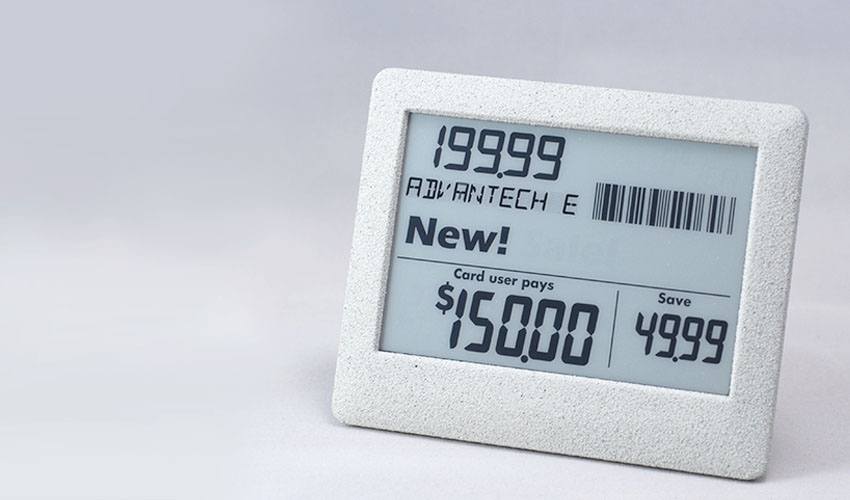 199.99
ADVANTECH E
New!
Card user pays
$150.00
Save
49.99